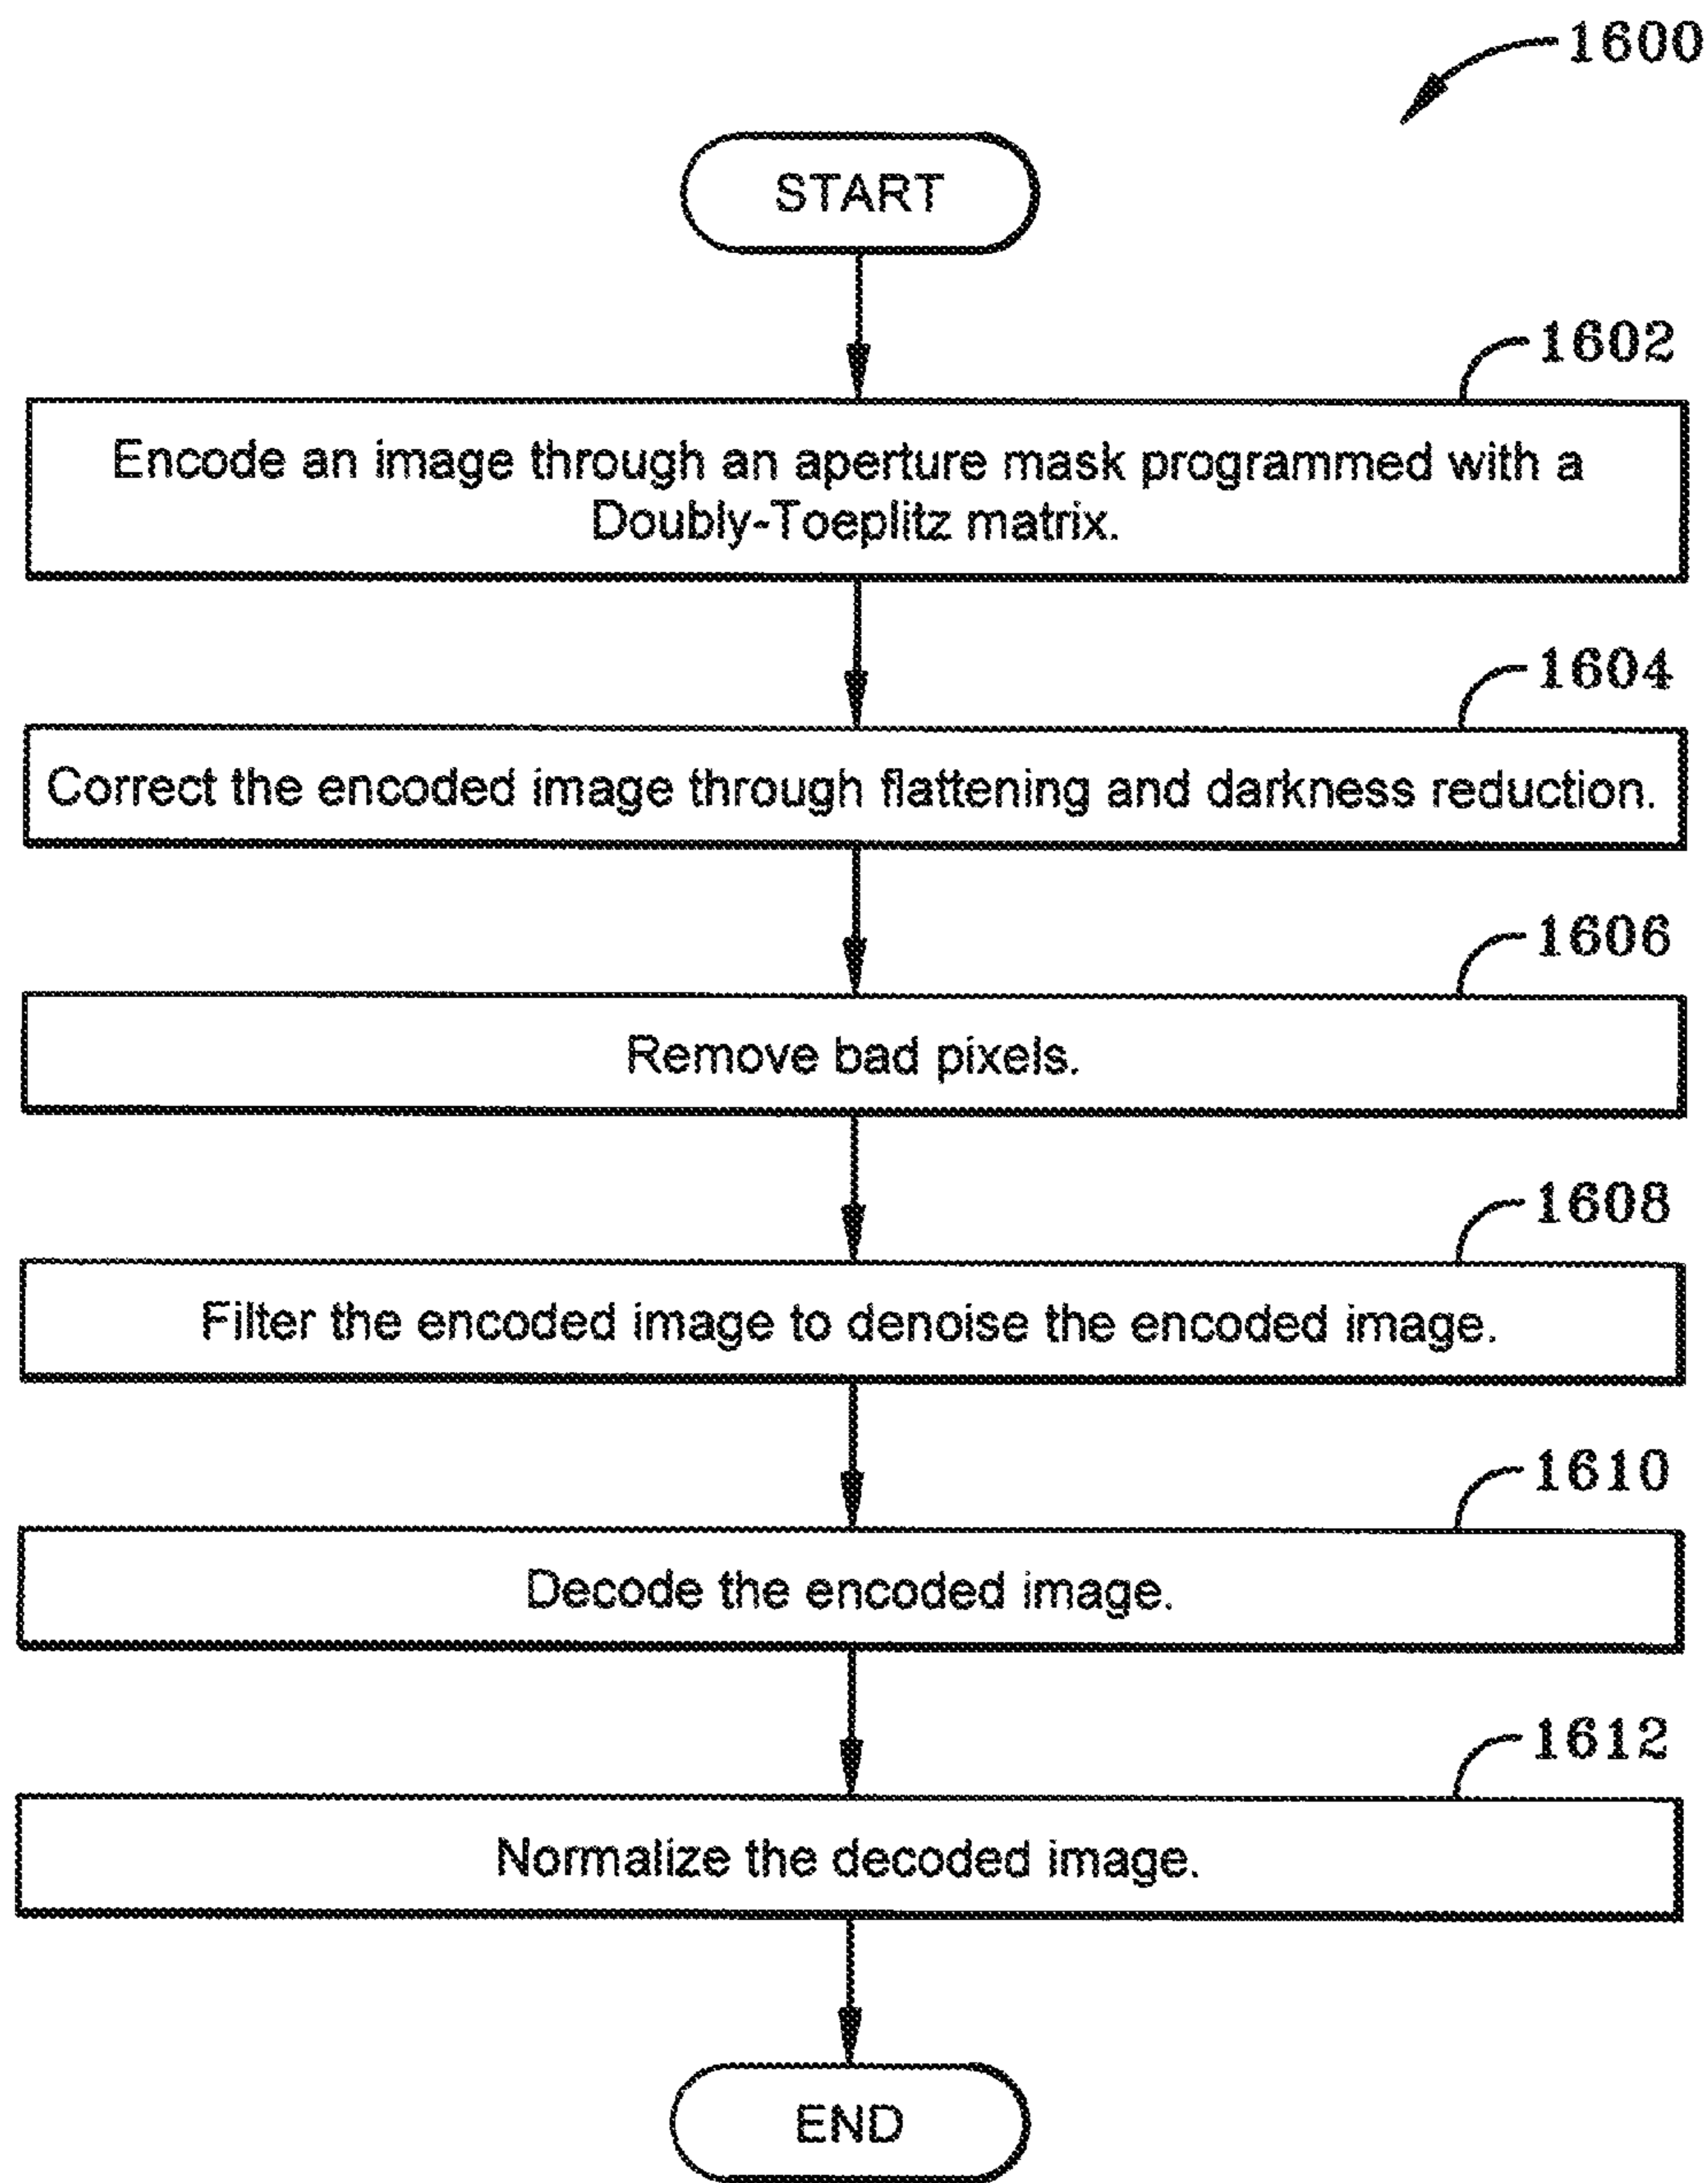 1600
START
1602
Encode an image through an aperture mask programmed with a
Doubly-Toeplitz matrix.
1604
Correct the encoded image through flattening and darkness reduction.
1606
Remove bad pixels.
1608
Filter the encoded image to denoise the encoded image.
1610
Decode the encoded image.
1612
Normalize the decoded image.
END